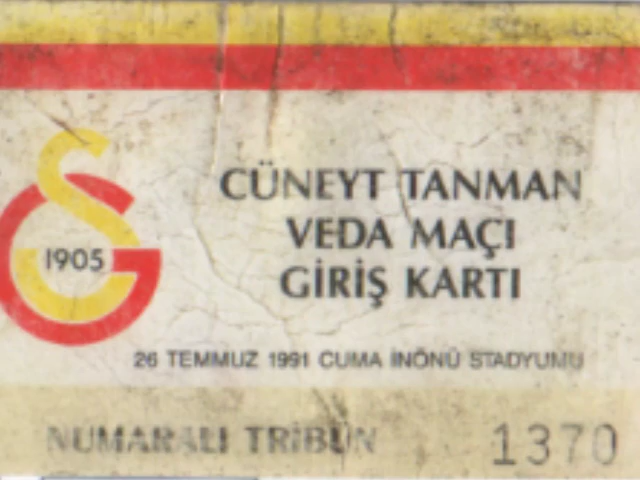 CÜNEYT TANMAN
VEDA MAÇI
GİRİŞ KARTI
1905
26 TEMMUZ 1991 CUMA İNÖNÜ STADYUMU
NUMARALI TRİBÜN 1370